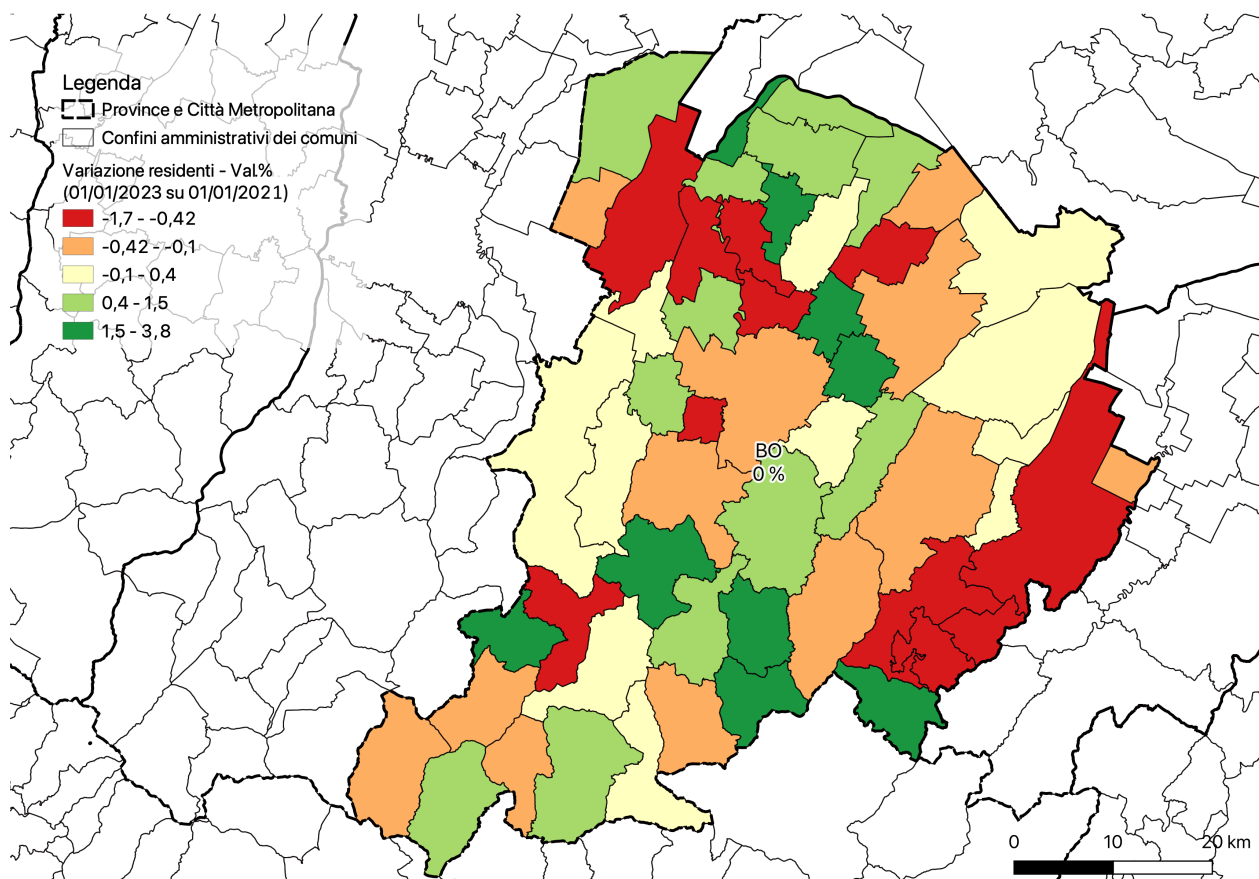 Legenda
Province e Città Metropolitana
Confini amministrativi dei comuni
Variazione residenti - Val.%
(01/01/2023 su 01/01/2021)
-1,7 - -0,42
-0,42 - -0,1
-0,1 - 0,4
0,4 - 1,5
1,5 - 3,8
BO
0 %
0 10 20 km